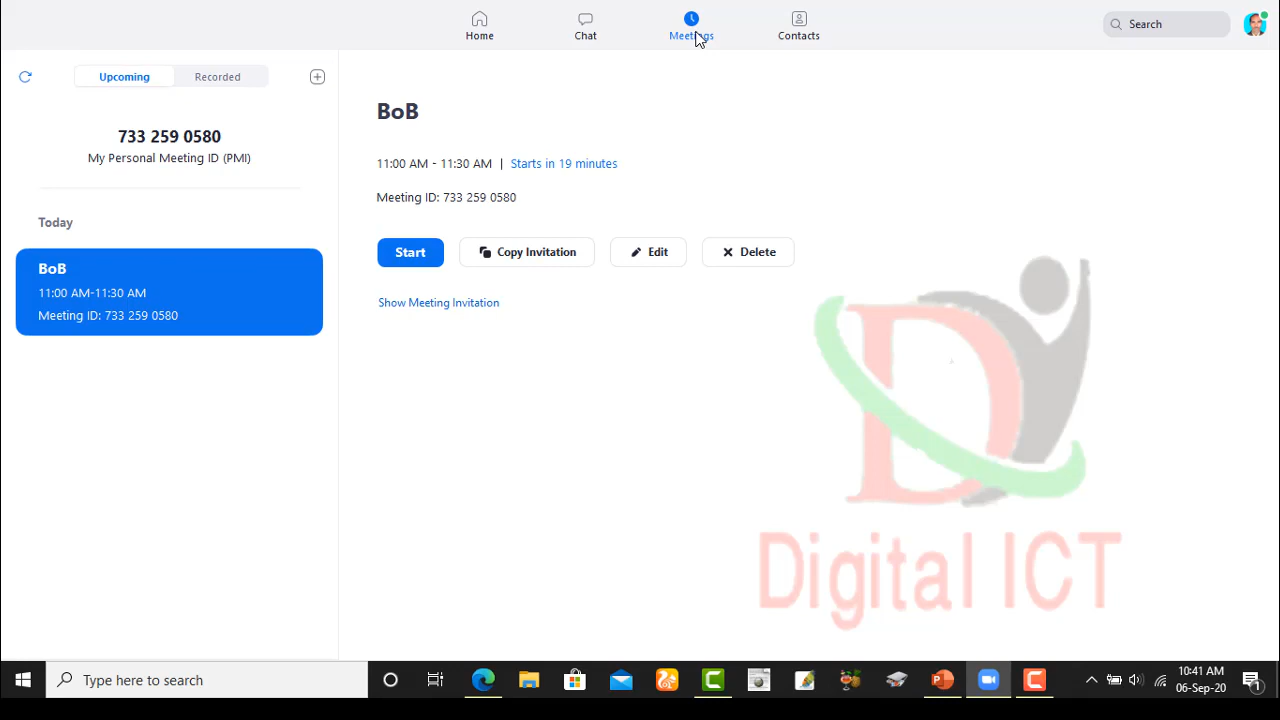 Home
Chat
Meetings
Contacts
Search
Upcoming
Recorded
733 259 0580
My Personal Meeting ID (PMI)
Today
BoB
11:00 AM-11:30 AM
Meeting ID: 733 259 0580
BoB
11:00 AM - 11:30 AM | Starts in 19 minutes
Meeting ID: 733 259 0580
Start
Copy Invitation
Edit
Delete
Show Meeting Invitation
D
Digital ICT
Type here to search
10:41 AM
06-Sep-20
1